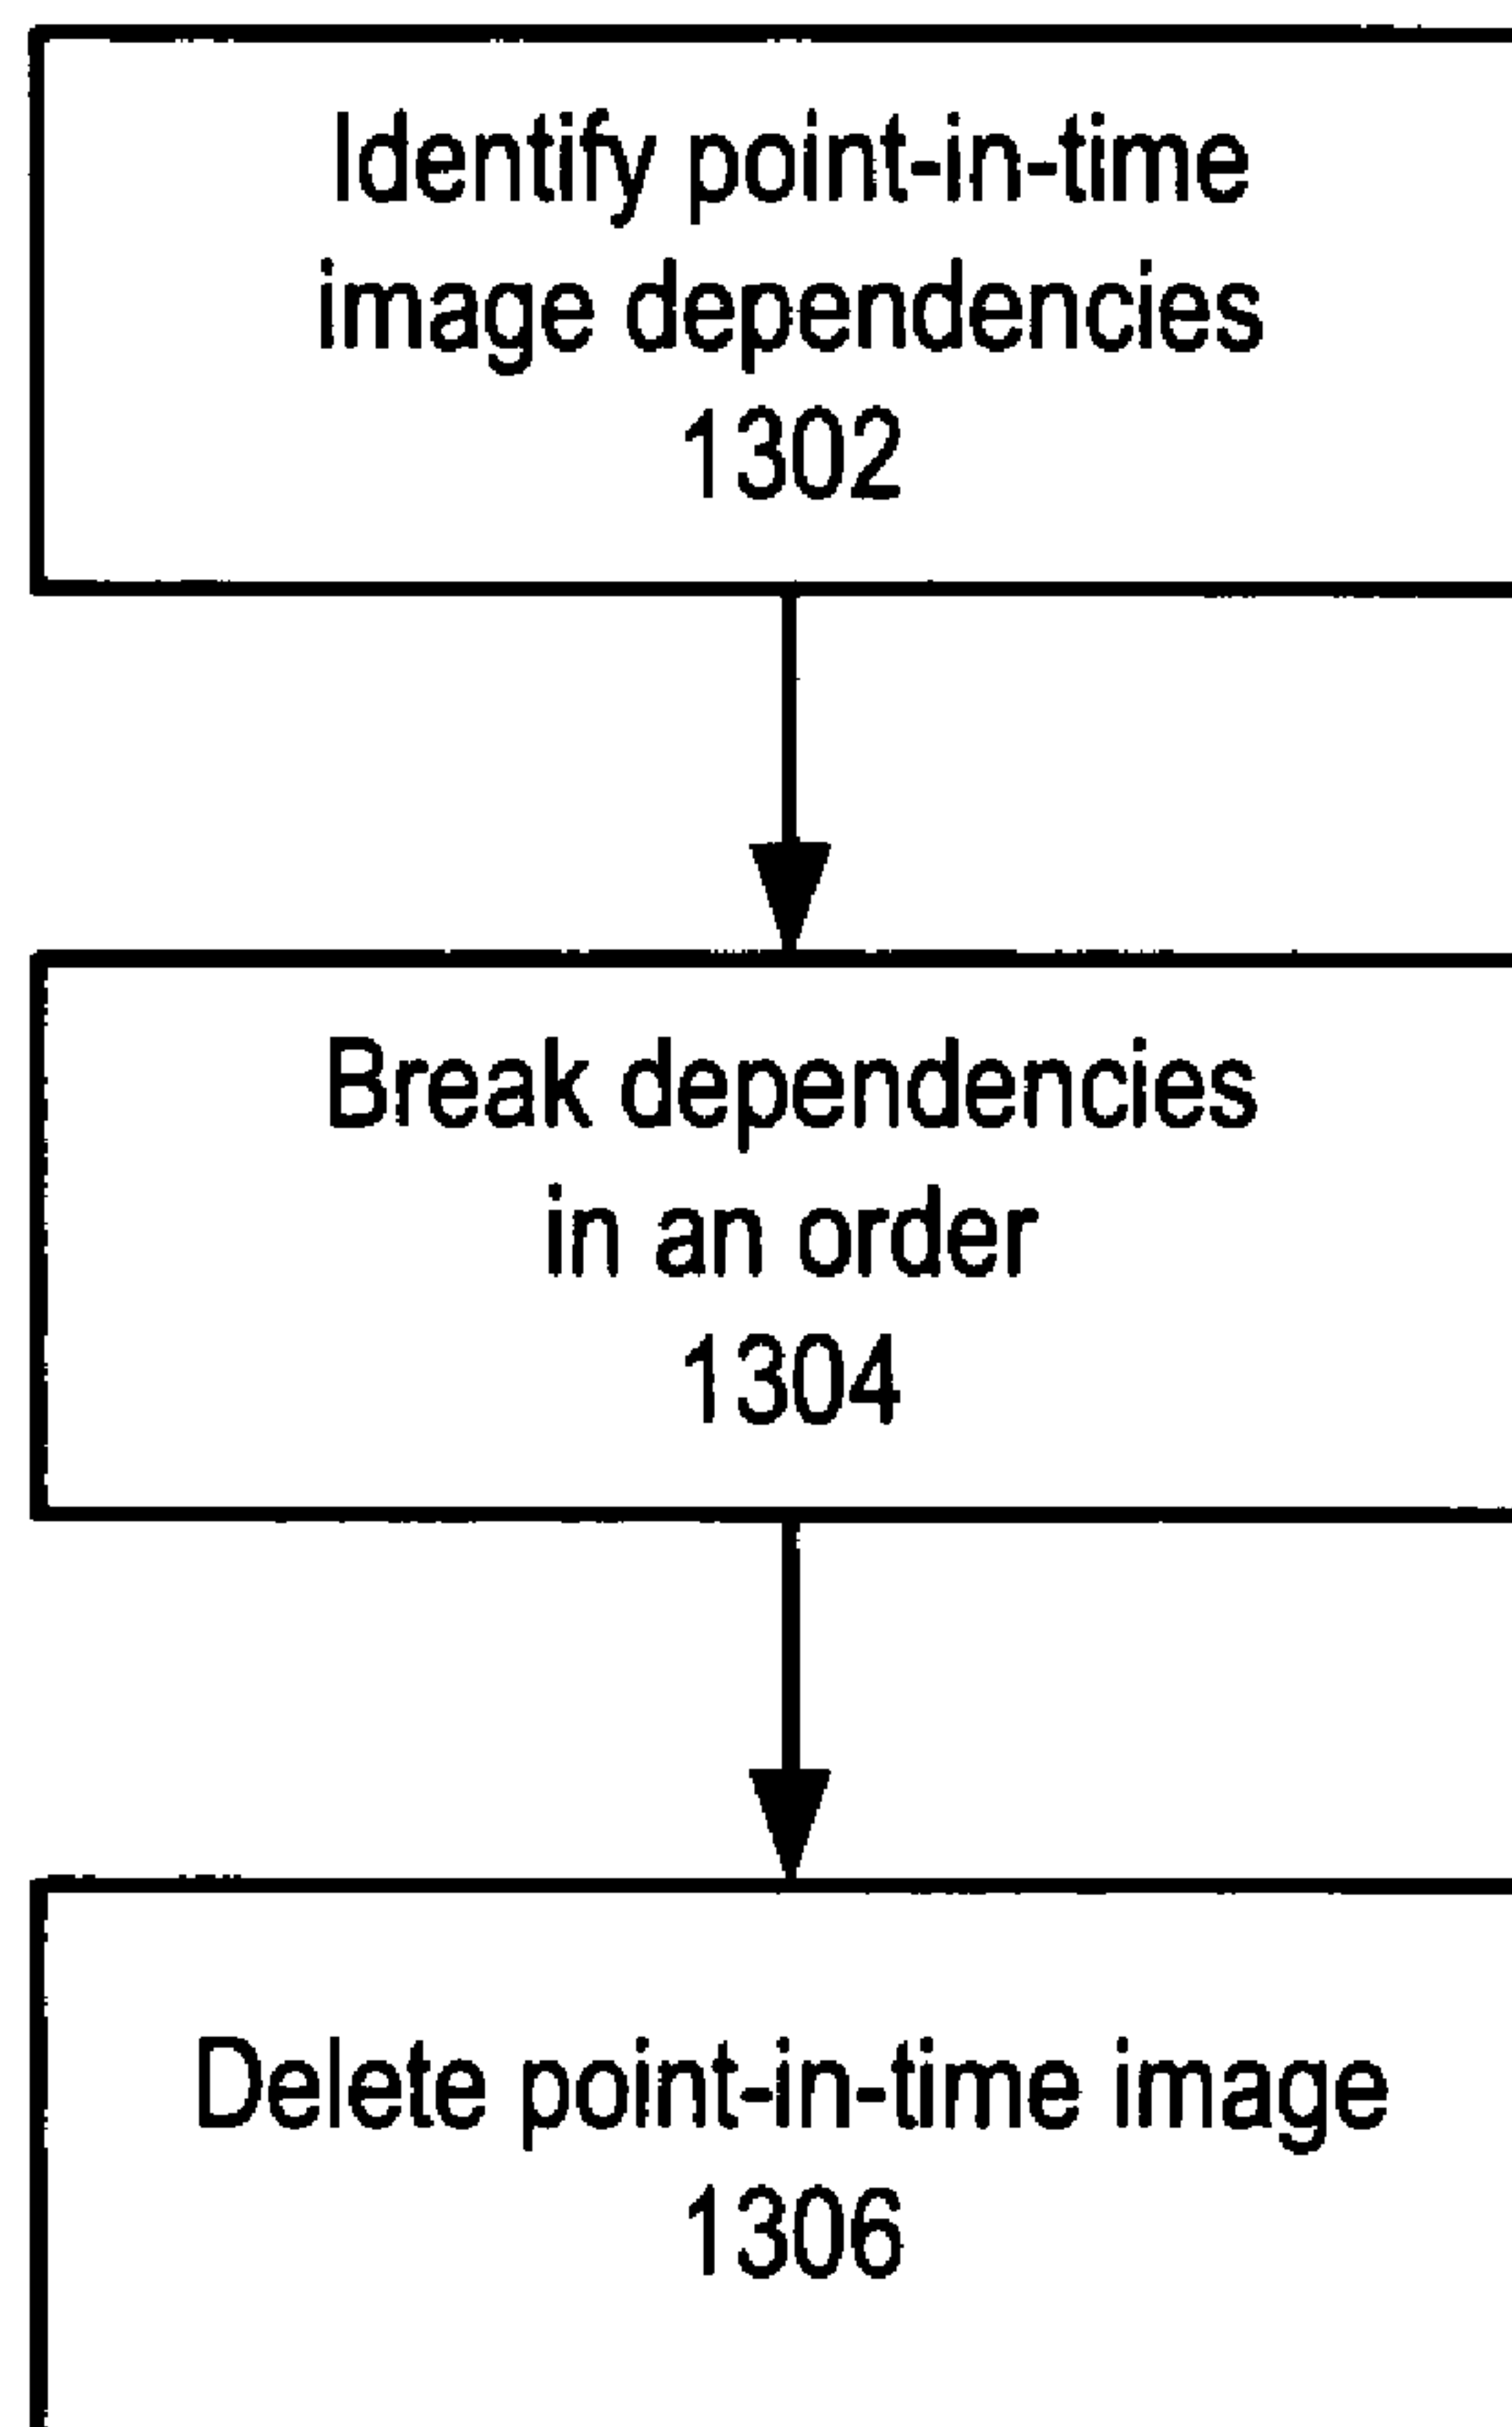 Identify point-in-time
image dependencies
1302
Break dependencies
in an order
1304
Delete point-in-time image
1306